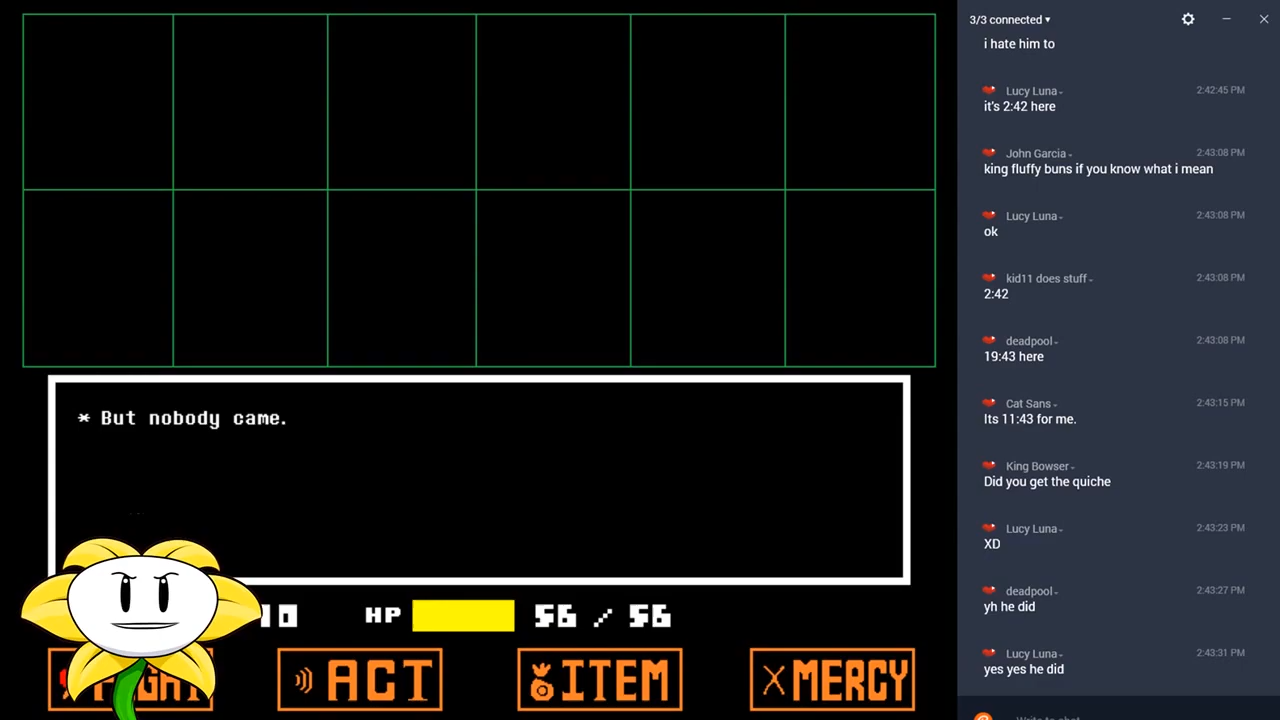 * But nobody came.
10 HP 56 / 56
ACT ITEM MERCY
3/3 connected ▾
i hate him to
Lucy Luna 2:42:45 PM
it's 2:42 here
John Garcia 2:43:08 PM
king fluffy buns if you know what i mean
Lucy Luna 2:43:08 PM
ok
kid11 does stuff 2:43:08 PM
2:42
deadpool 2:43:08 PM
19:43 here
Cat Sans 2:43:15 PM
Its 11:43 for me.
King Bowser 2:43:19 PM
Did you get the quiche
Lucy Luna 2:43:23 PM
XD
deadpool 2:43:27 PM
yh he did
Lucy Luna 2:43:31 PM
yes yes he did
Write to chat